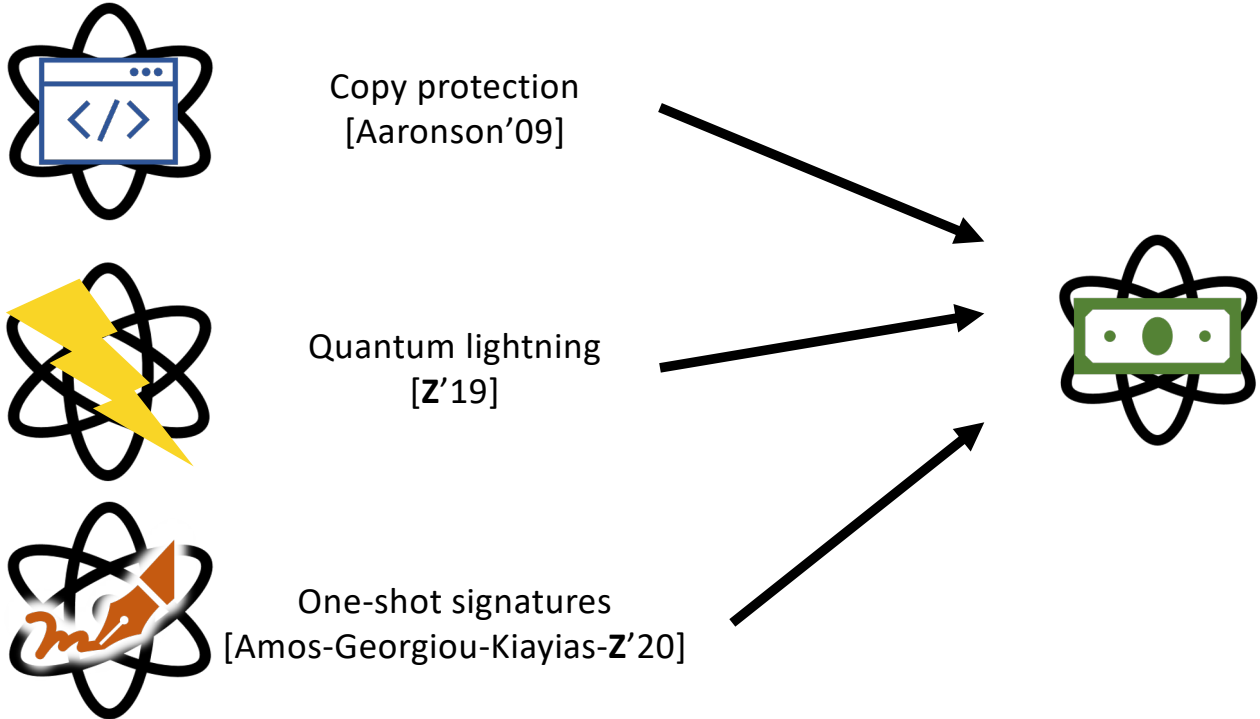 </>
Copy protection
[Aaronson’09]
Quantum lightning
[Z’19]
One-shot signatures
[Amos-Georgiou-Kiayias-Z’20]